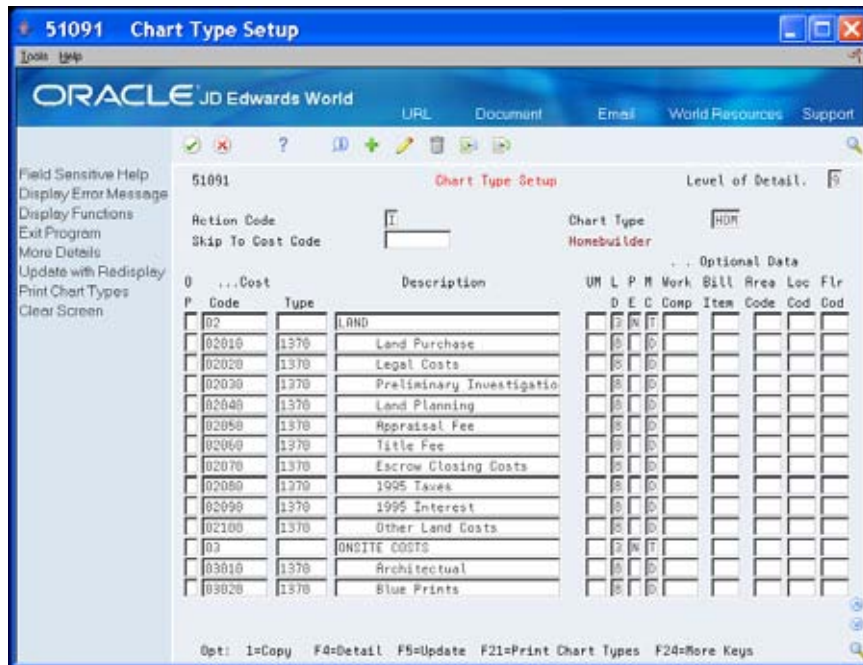 51091 Chart Type Setup
Tools Help
ORACLE JD Edwards World
URL Document Email World Resources Support
Field Sensitive Help
Display Error Message
Display Functions
Exit Program
More Details
Update with Redisplay
Print Chart Types
Clear Screen
51091 Chart Type Setup Level of Detail. 9
Action Code I Chart Type HOM
Skip To Cost Code Homebuilder
. . Optional Data
O ...Cost Description UM L P M Work Bill Area Loc Flr
P Code Type D E C Comp Item Code Cod Cod
02 LAND 3 N T
02010 1370 Land Purchase 8 D
02020 1370 Legal Costs 8 D
02030 1370 Preliminary Investigatio 8 D
02040 1370 Land Planning 8 D
02050 1370 Appraisal Fee 8 D
02060 1370 Title Fee 8 D
02070 1370 Escrow Closing Costs 8 D
02080 1370 1995 Taxes 8 D
02090 1370 1995 Interest 8 D
02100 1370 Other Land Costs 8 D
03 ONSITE COSTS 3 N T
03010 1370 Architectual 8 D
03020 1370 Blue Prints 8 D
Opt: 1=Copy F4=Detail F5=Update F21=Print Chart Types F24=More Keys